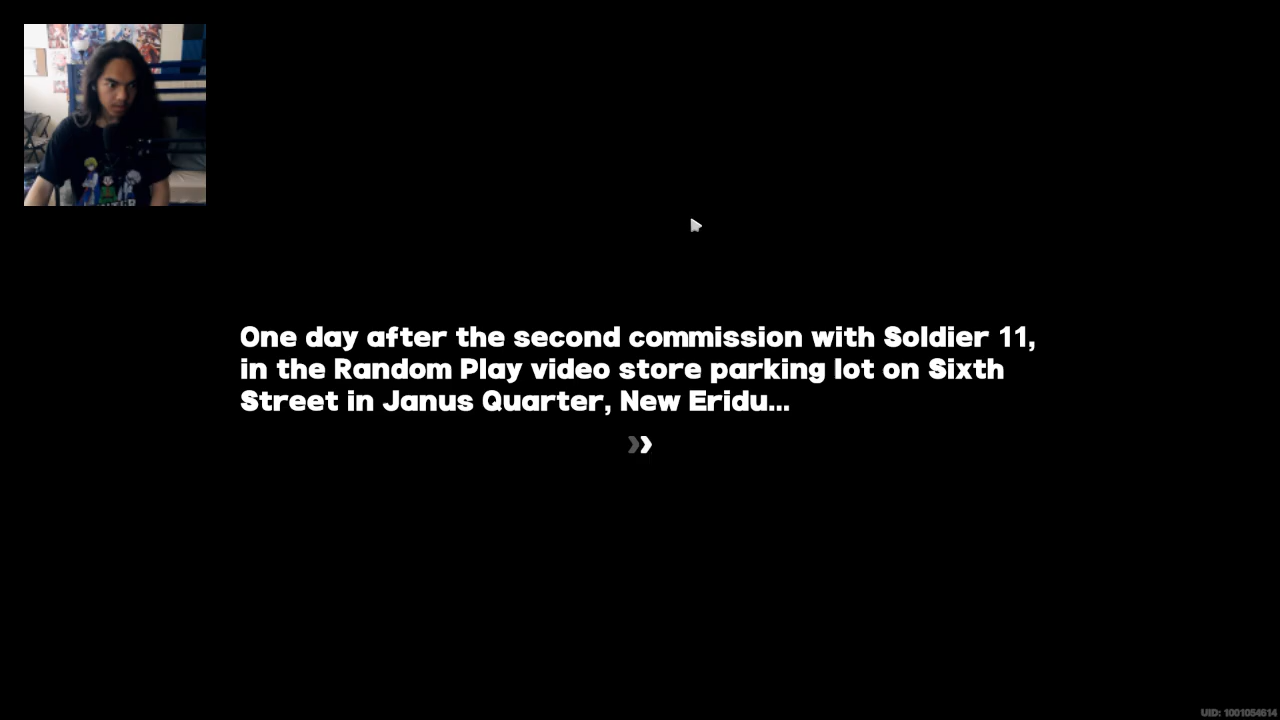 One day after the second commission with Soldier 11,
in the Random Play video store parking lot on Sixth
Street in Janus Quarter, New Eridu...
UID: 1001054614